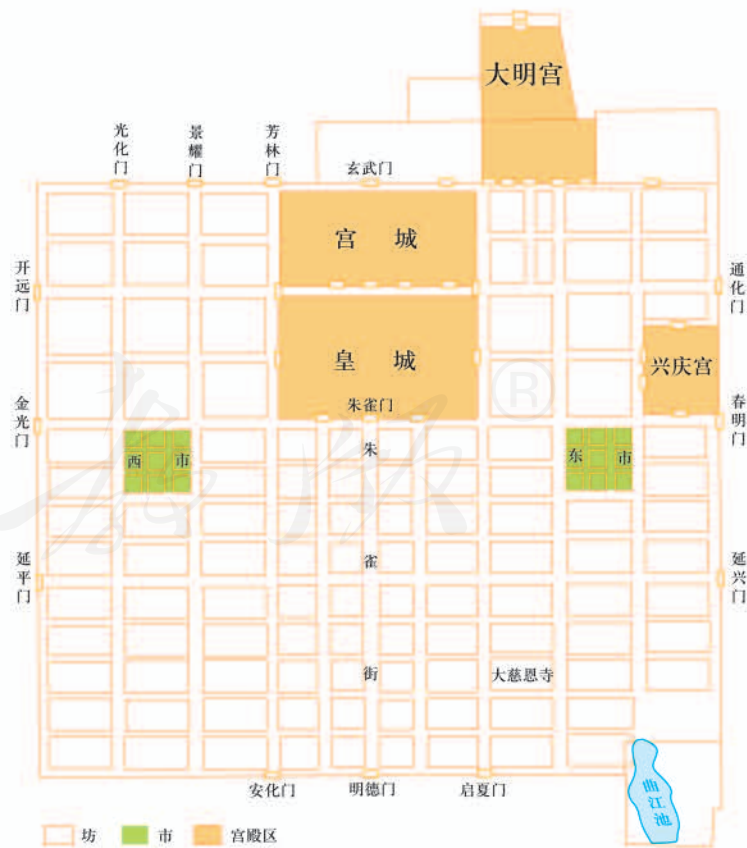 大明宫
光化门
景耀门
芳林门
玄武门
宫 城
开远门
通化门
皇 城
兴庆宫
朱雀门
金光门
春明门
西 市
东 市
朱雀街
延平门
延兴门
大慈恩寺
安化门
明德门
启夏门
曲江池
坊
市
宫殿区
®